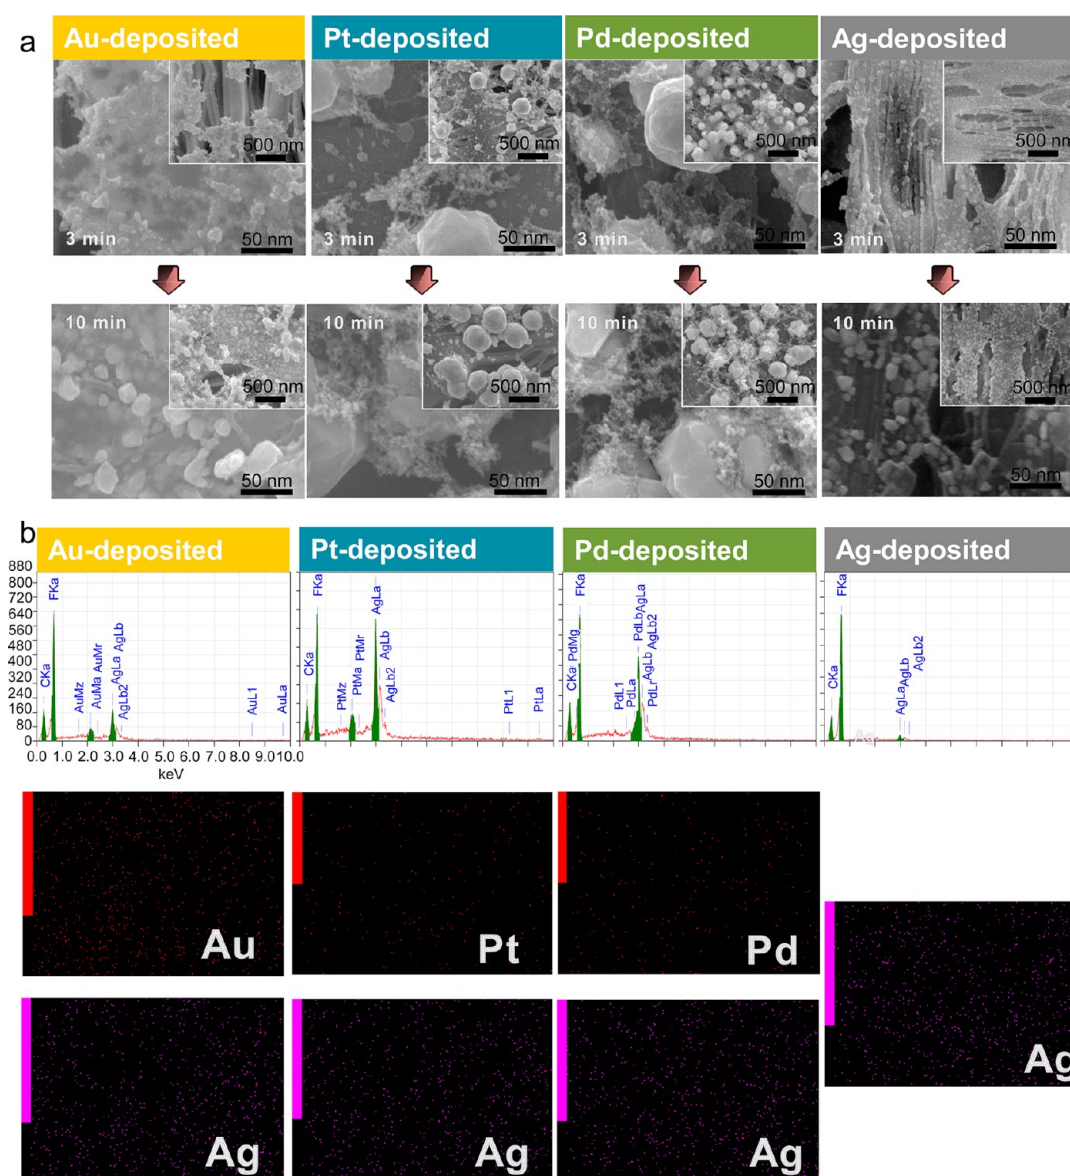 a
Au-deposited
Pt-deposited
Pd-deposited
Ag-deposited
500 nm
500 nm
500 nm
500 nm
3 min
50 nm
3 min
50 nm
3 min
50 nm
3 min
50 nm
10 min
500 nm
10 min
500 nm
10 min
500 nm
10 min
500 nm
50 nm
50 nm
50 nm
50 nm
b
Au-deposited
Pt-deposited
Pd-deposited
Ag-deposited
880
800
720
640
560
480
400
320
240
160
80
0
CKa
FKa
AuMz
AuMa
AuMr
AgLa
AgLb
AgLb2
AuL1
AuLa
0.0 1.0 2.0 3.0 4.0 5.0 6.0 7.0 8.0 9.0 10.0
keV
CKa
FKa
PtMz
PtMa
PtMr
AgLa
AgLb
AgLb2
PtL1
PtLa
CKa
PdMg
FKa
PdL1
PdLa
PdLb
AgLa
AgLb
PdLr
AgLb2
CKa
FKa
AgLa
AgLb
AgLb2
Au
Pt
Pd
Ag
Ag
Ag
Ag